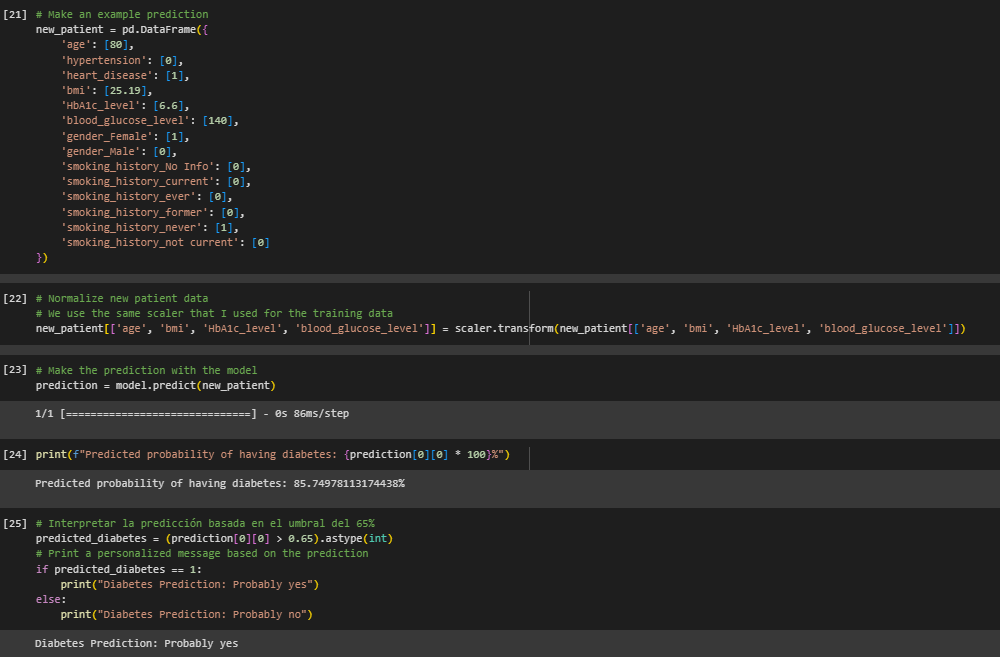 [21] # Make an example prediction
new_patient = pd.DataFrame({
    'age': [80],
    'hypertension': [0],
    'heart_disease': [1],
    'bmi': [25.19],
    'HbA1c_level': [6.6],
    'blood_glucose_level': [140],
    'gender_Female': [1],
    'gender_Male': [0],
    'smoking_history_No Info': [0],
    'smoking_history_current': [0],
    'smoking_history_ever': [0],
    'smoking_history_former': [0],
    'smoking_history_never': [1],
    'smoking_history_not current': [0]
})
[22] # Normalize new patient data
# We use the same scaler that I used for the training data
new_patient[['age', 'bmi', 'HbA1c_level', 'blood_glucose_level']] = scaler.transform(new_patient[['age', 'bmi', 'HbA1c_level', 'blood_glucose_level']])
[23] # Make the prediction with the model
prediction = model.predict(new_patient)
1/1 [==============================] - 0s 86ms/step
[24] print(f"Predicted probability of having diabetes: {prediction[0][0] * 100}%")
Predicted probability of having diabetes: 85.74978113174438%
[25] # Interpretar la predicción basada en el umbral del 65%
predicted_diabetes = (prediction[0][0] > 0.65).astype(int)
# Print a personalized message based on the prediction
if predicted_diabetes == 1:
    print("Diabetes Prediction: Probably yes")
else:
    print("Diabetes Prediction: Probably no")
Diabetes Prediction: Probably yes